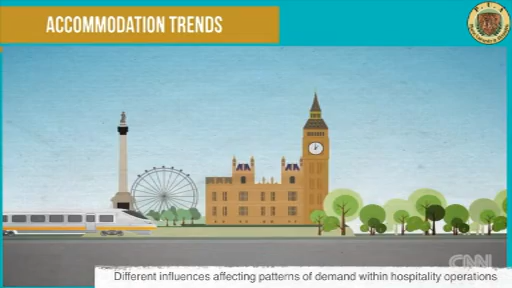 ACCOMMODATION TRENDS
P.I.I
CNN
Different influences affecting patterns of demand within hospitality operations